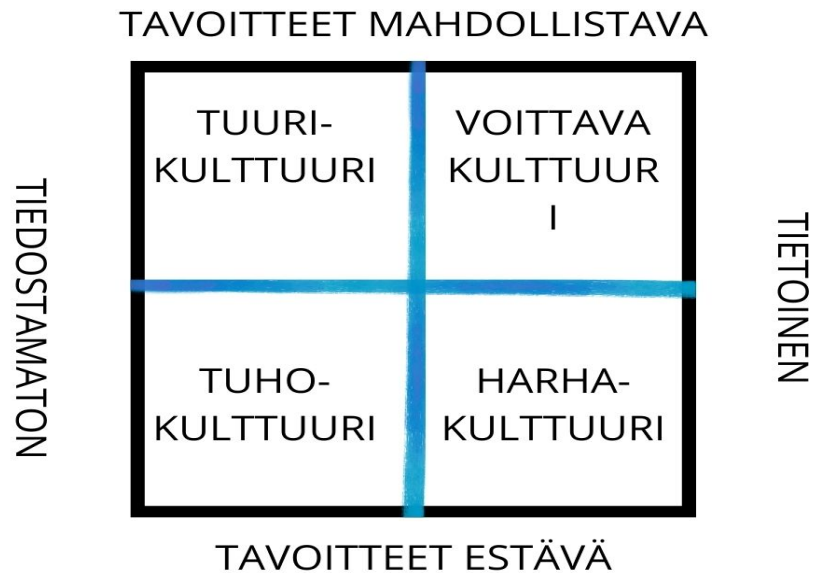 TAVOITTEET MAHDOLLISTAVA
TUURI-
KULTTUURI
VOITTAVA
KULTTUUR
I
TIEDOSTAMATON
TIETOINEN
TUHO-
KULTTUURI
HARHA-
KULTTUURI
TAVOITTEET ESTÄVÄ